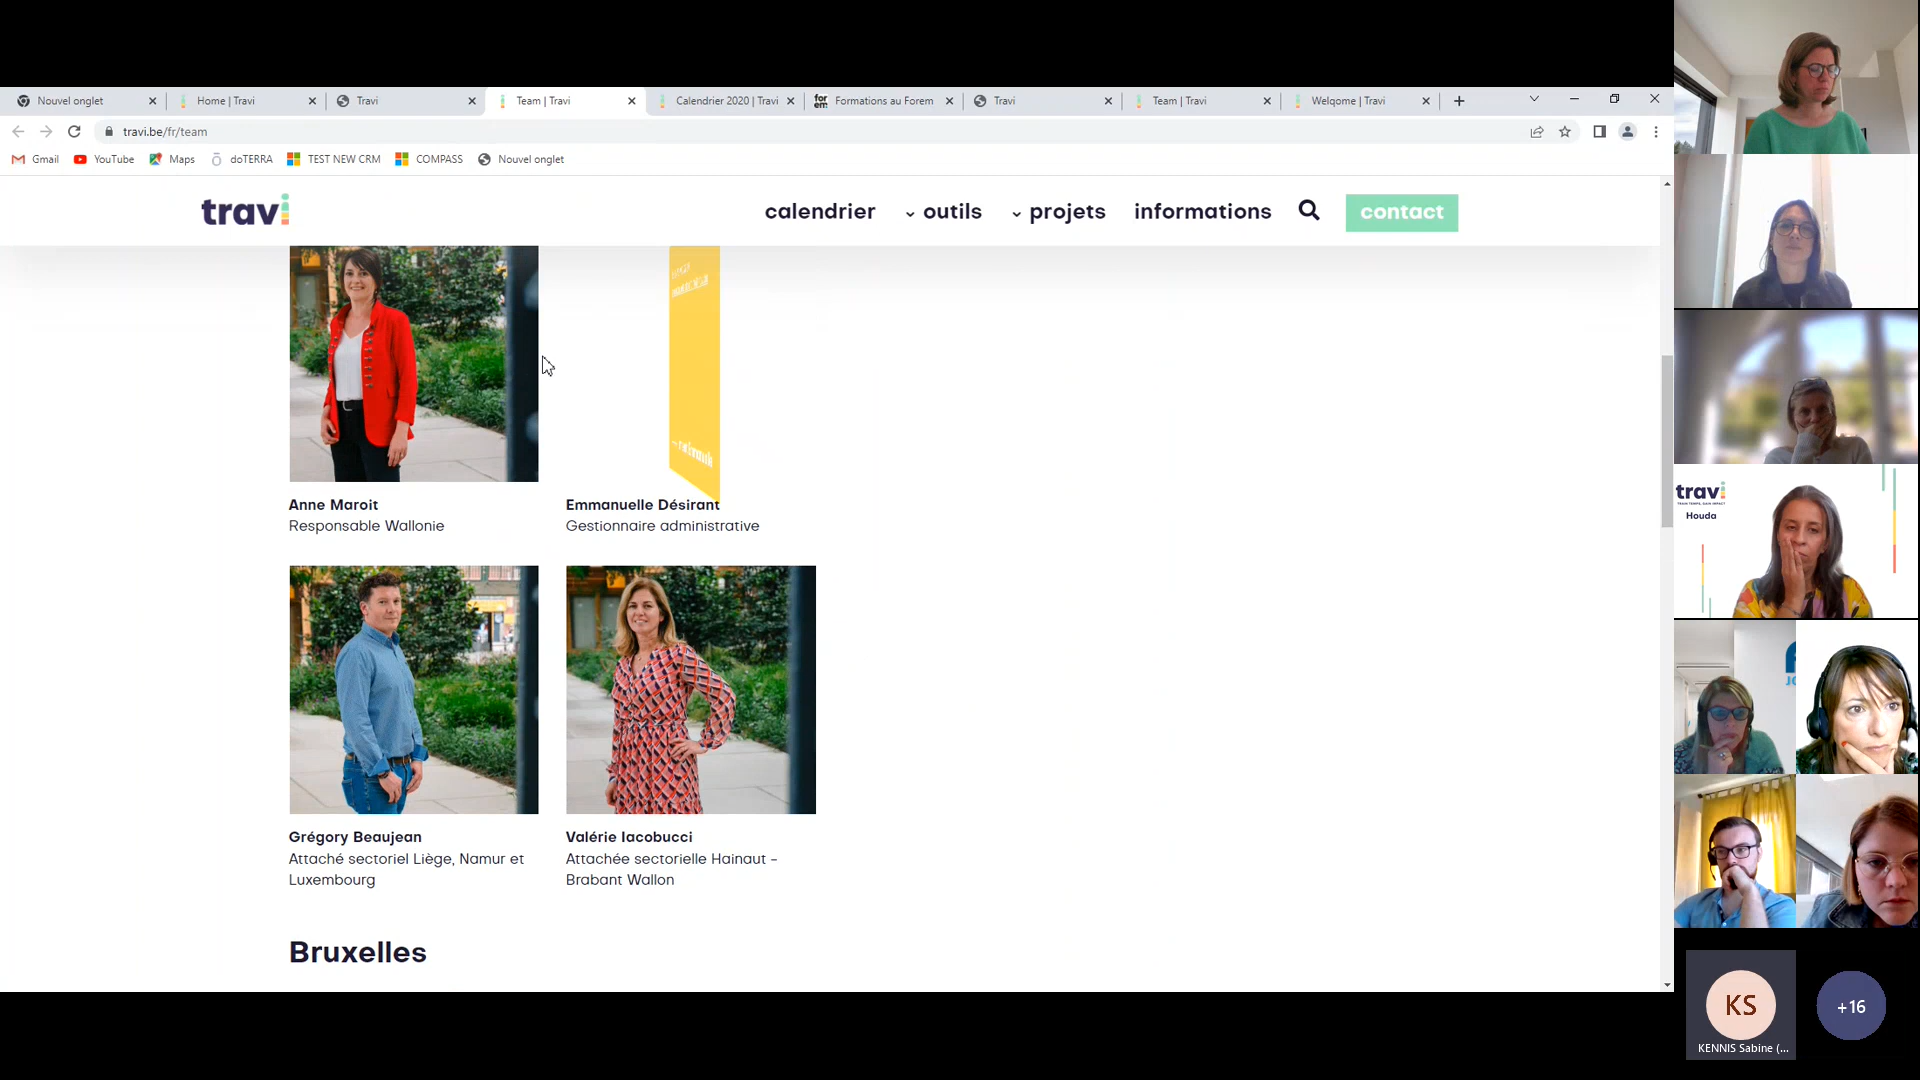 Nouvel onglet
Home | Travi
Travi
Team | Travi
Calendrier 2020 | Travi
Formations au Forem
Travi
Team | Travi
Welqome | Travi
travi.be/fr/team
Gmail
YouTube
Maps
doTERRA
TEST NEW CRM
COMPASS
Nouvel onglet
travi
calendrier
outils
projets
informations
contact
Anne Maroit
Responsable Wallonie
Emmanuelle Désirant
Gestionnaire administrative
Grégory Beaujean
Attaché sectoriel Liège, Namur et
Luxembourg
Valérie Iacobucci
Attachée sectorielle Hainaut –
Brabant Wallon
Bruxelles
travi
Houda
KS
KENNIS Sabine (...
+16